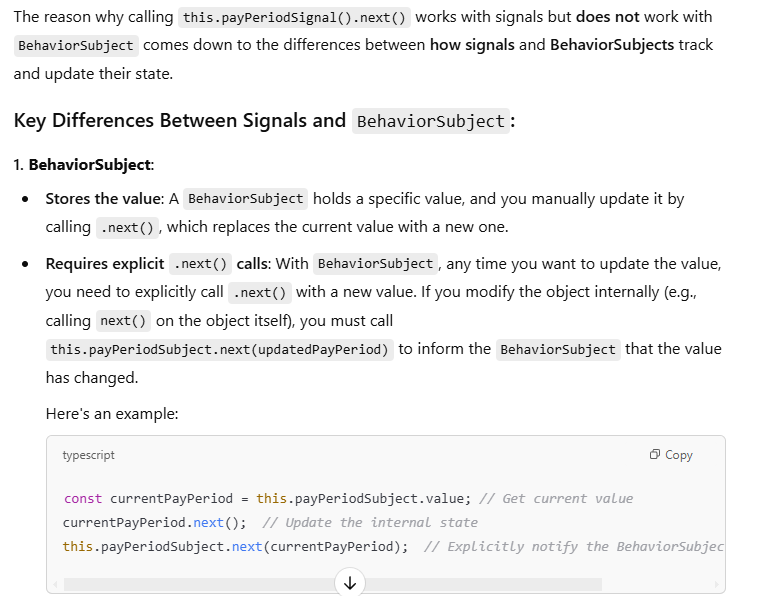 The reason why calling this.payPeriodSignal().next() works with signals but does not work with
BehaviorSubject comes down to the differences between how signals and BehaviorSubjects track
and update their state.
Key Differences Between Signals and BehaviorSubject:
1. BehaviorSubject:
• Stores the value: A BehaviorSubject holds a specific value, and you manually update it by
calling .next(), which replaces the current value with a new one.
• Requires explicit .next() calls: With BehaviorSubject, any time you want to update the value,
you need to explicitly call .next() with a new value. If you modify the object internally (e.g.,
calling next() on the object itself), you must call
this.payPeriodSubject.next(updatedPayPeriod) to inform the BehaviorSubject that the value
has changed.
Here's an example:
typescript
Copy
const currentPayPeriod = this.payPeriodSubject.value; // Get current value
currentPayPeriod.next(); // Update the internal state
this.payPeriodSubject.next(currentPayPeriod); // Explicitly notify the BehaviorSubjec